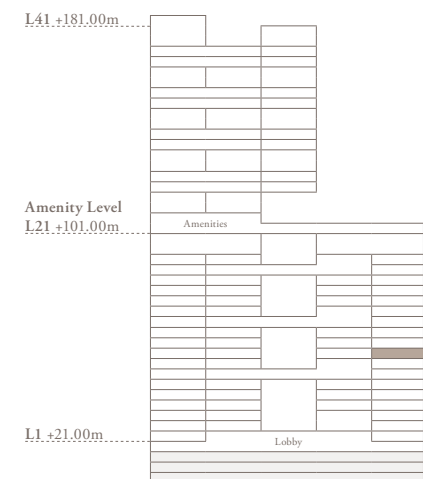 L41 +181.00m
Amenity Level
L21 +101.00m
Amenities
L1 +21.00m
Lobby